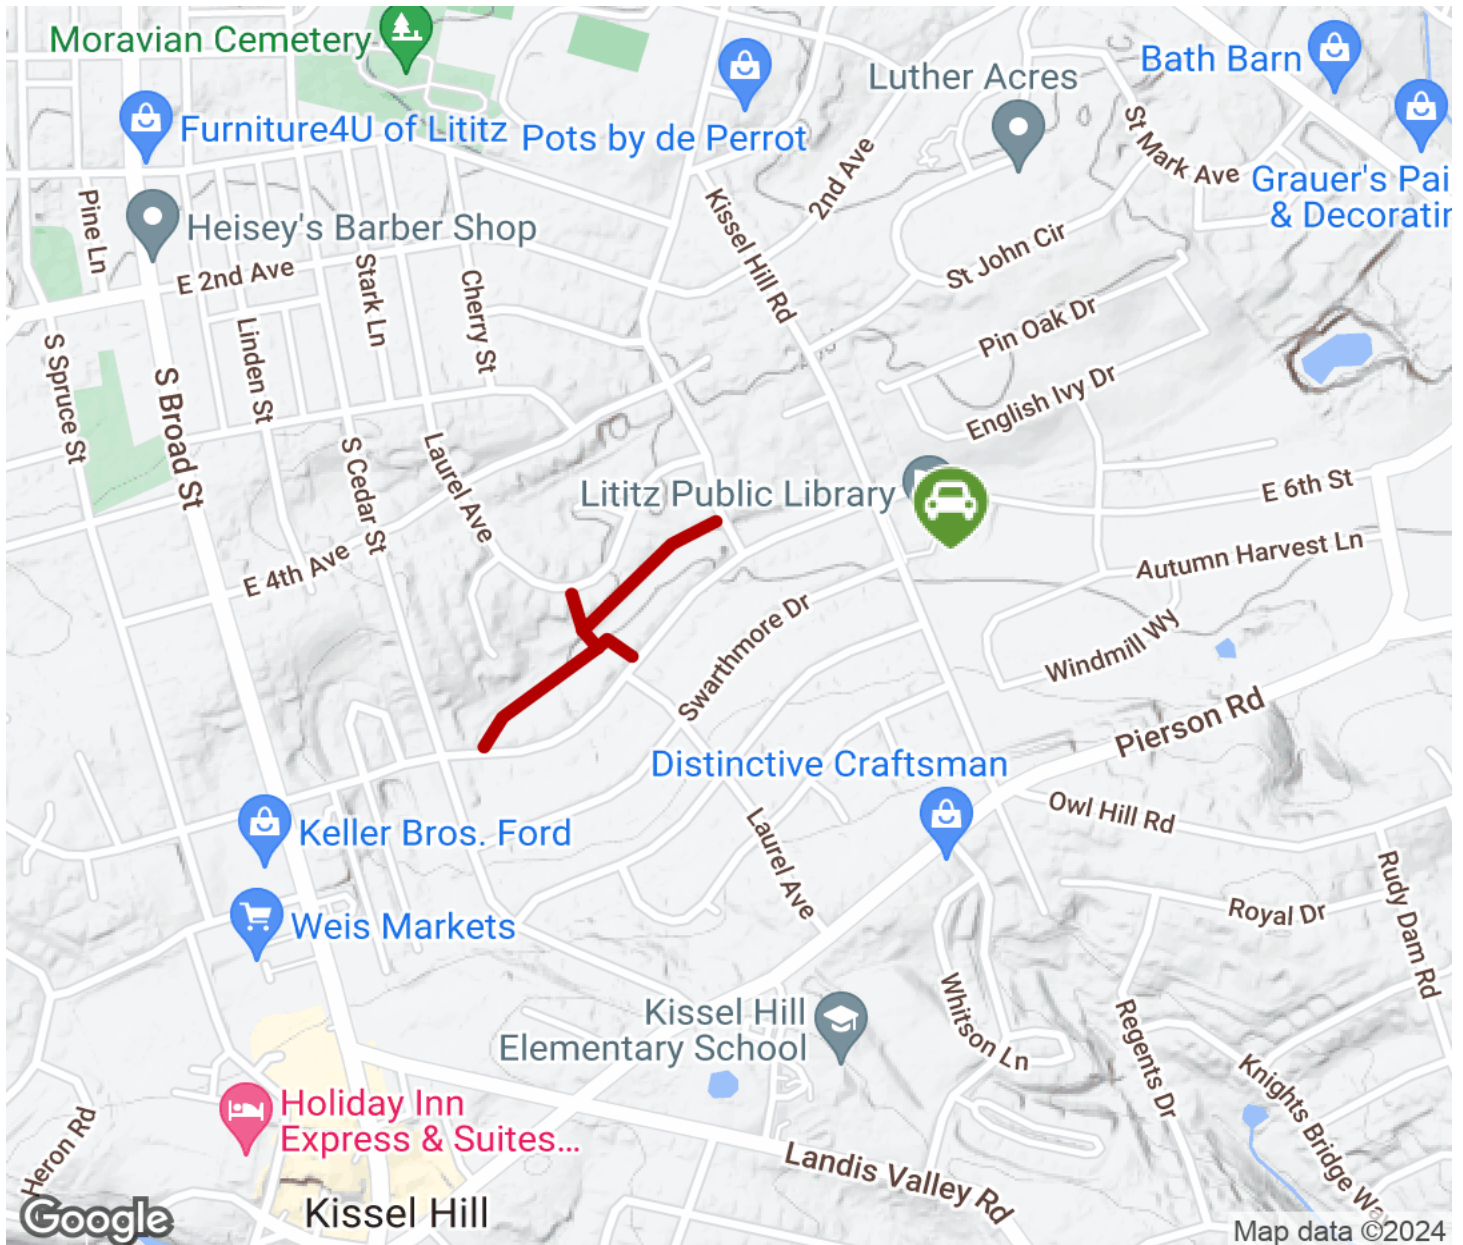 Moravian Cemetery
Bath Barn
Luther Acres
Furniture4U of Lititz
Pots by de Perrot
St Mark Ave
Grauer's Pai
& Decoratin
2nd Ave
Pine Ln
Heisey's Barber Shop
Kissel Hill Rd
St John Cir
E 2nd Ave
Stark Ln
Cherry St
Pin Oak Dr
Linden St
S Spruce St
S Broad St
English Ivy Dr
S Cedar St
Laurel Ave
Lititz Public Library
E 6th St
E 4th Ave
Autumn Harvest Ln
Swarthmore Dr
Windmill Wy
Pierson Rd
Distinctive Craftsman
Owl Hill Rd
Keller Bros. Ford
Laurel Ave
Rudy Dam Rd
Royal Dr
Weis Markets
Whitson Ln
Regents Dr
Kissel Hill
Elementary School
Knights Bridge Way
Holiday Inn
Express & Suites...
Heron Rd
Landis Valley Rd
Kissel Hill
Google
Map data ©2024